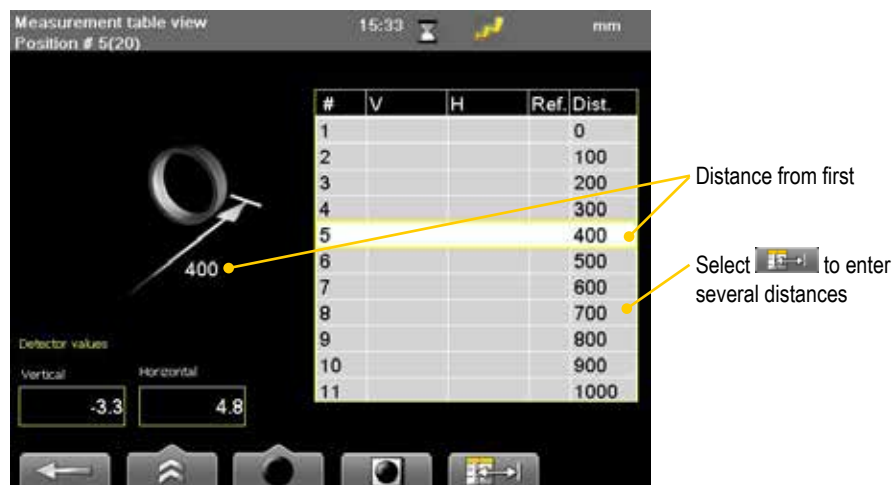 Measurement table view 15:33 mm
Position # 5(20)
# V H Ref. Dist.
1 0
2 100
3 200
4 300
5 400
6 500
7 600
8 700
9 800
10 900
11 1000
400
Detector values
Vertical Horizontal
-3.3 4.8
Distance from first
Select to enter
several distances